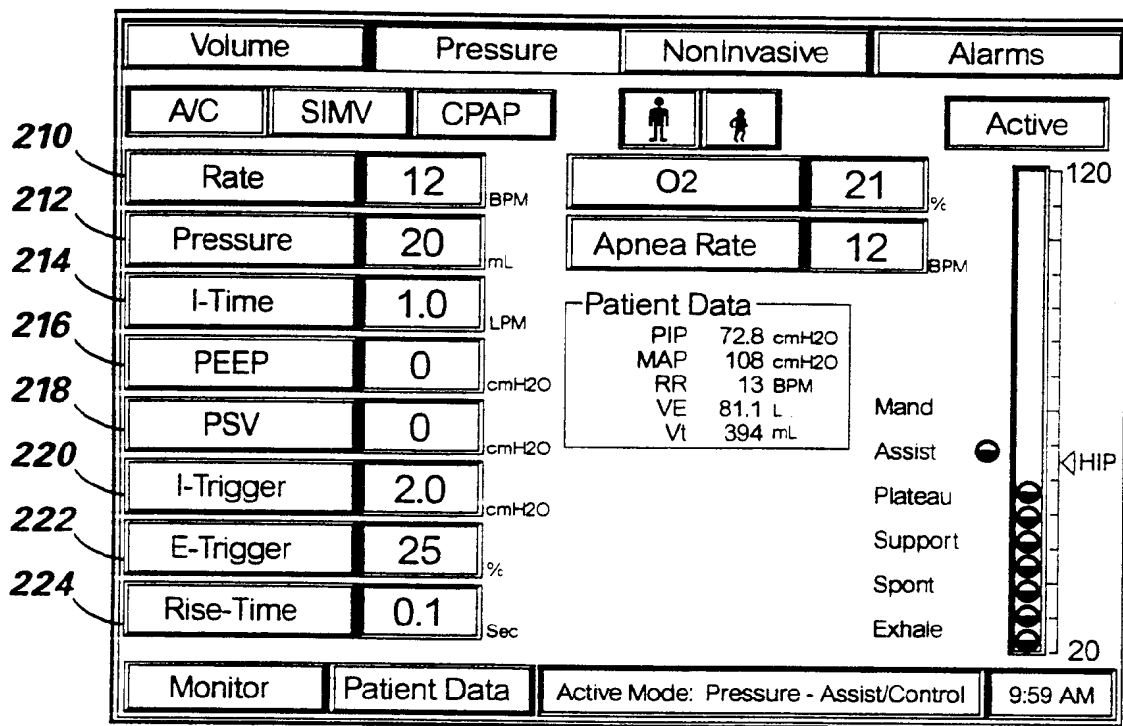 Volume Pressure NonInvasive Alarms
A/C SIMV CPAP Active
210 Rate 12 BPM O2 21 %
212 Pressure 20 mL Apnea Rate 12 BPM
214 I-Time 1.0 LPM
216 PEEP 0 cmH2O
218 PSV 0 cmH2O
220 I-Trigger 2.0 cmH2O
222 E-Trigger 25 %
224 Rise-Time 0.1 Sec
Patient Data
PIP 72.8 cmH2O
MAP 108 cmH2O
RR 13 BPM
VE 81.1 L
Vt 394 mL
120
Mand
Assist HIP
Plateau
Support
Spont
Exhale
20
Monitor Patient Data Active Mode: Pressure - Assist/Control 9:59 AM